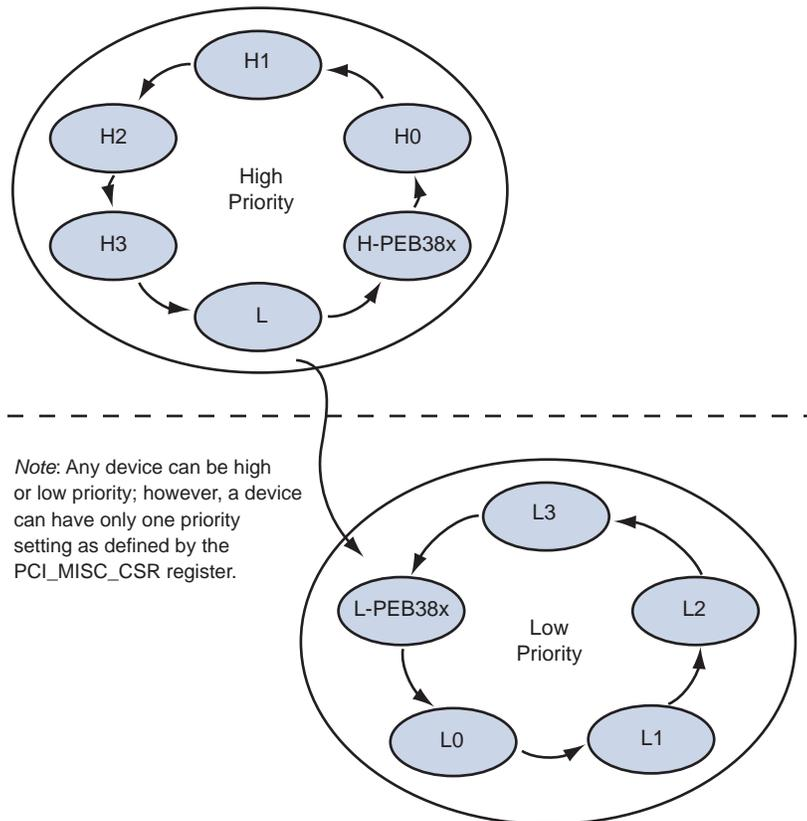 H1
H2
H0
High
Priority
H3
H-PEB38x
L
Note: Any device can be high
or low priority; however, a device
can have only one priority
setting as defined by the
PCI_MISC_CSR register.
L3
L-PEB38x
L2
Low
Priority
L0
L1